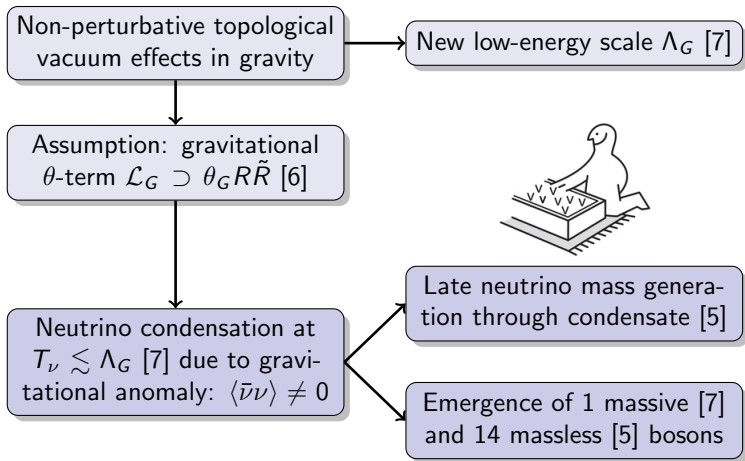 Non-perturbative topological
vacuum effects in gravity
New low-energy scale Λ_G [7]
Assumption: gravitational
θ-term ℒ_G ⊃ θ_G RR̃ [6]
Neutrino condensation at
T_ν ≲ Λ_G [7] due to gravi-
tational anomaly: ⟨ν̄ν⟩ ≠ 0
Late neutrino mass genera-
tion through condensate [5]
Emergence of 1 massive [7]
and 14 massless [5] bosons